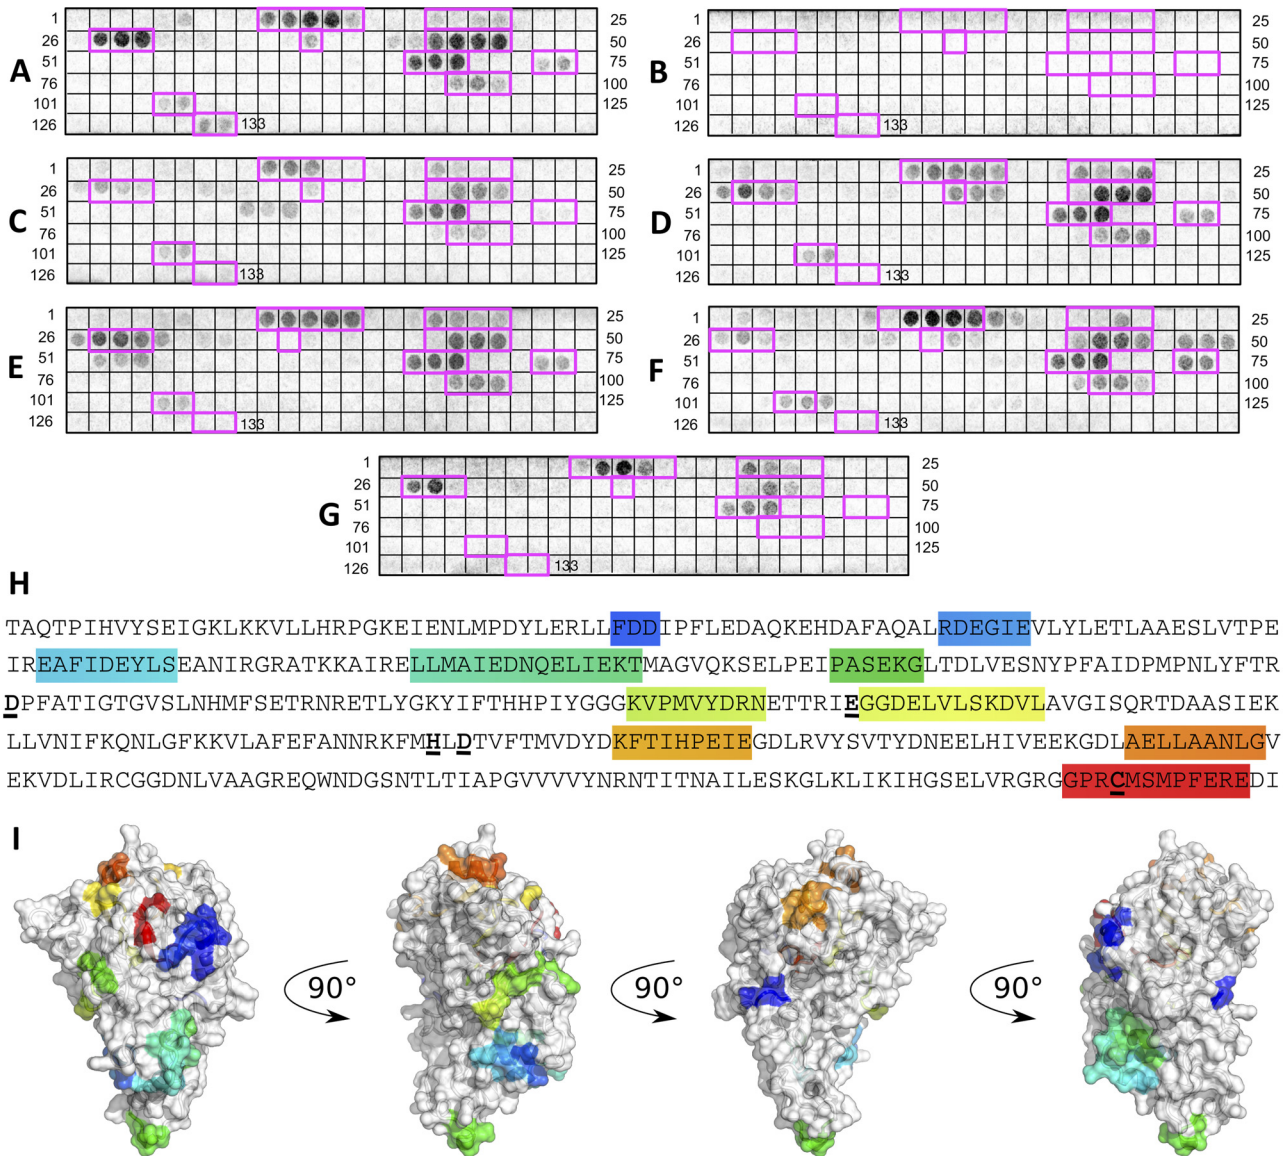 A
1 25
26 50
51 75
76 100
101 125
126 133
B
1 25
26 50
51 75
76 100
101 125
126 133
C
1 25
26 50
51 75
76 100
101 125
126 133
D
1 25
26 50
51 75
76 100
101 125
126 133
E
1 25
26 50
51 75
76 100
101 125
126 133
F
1 25
26 50
51 75
76 100
101 125
126 133
G
1 25
26 50
51 75
76 100
101 125
126 133
H
TAQTPIHVYSEIGKLKKVLLHRPGKEIENLMPDYLERLLFDDIPFLEDAQKEHDAFAQALRDEGIEVLYLETLAAESLVTPE
IREAFIDEYLSEANIRGRATKKAIRELLMAIEDNQELIEKTMAGVQKSELPEIPASEKGLTDLVESNYPFAIDPMPNLYFTR
DPFATIGTGVSLNHMFSETRNRETLYGKYIFTHHPIYGGGKVPMVYDRNETTRIEGGDELVLSKDVLAVGISQRTDAASIEK
LLVNIFKQNLGFKKVLAFEFANNRKFMHLDTVFTMVDYDKFTIHPEIEGDLRVYSVTYDNEELHIVEEKGDLAELLAANLGV
EKVDLIRCGGDNLVAAGREQWNDGSNTLTIAPGVVVVYNRNTITNAILESKGLKLIKIHGSELVRGRGGPRCMSMPFEREDI
I
90° 90° 90°